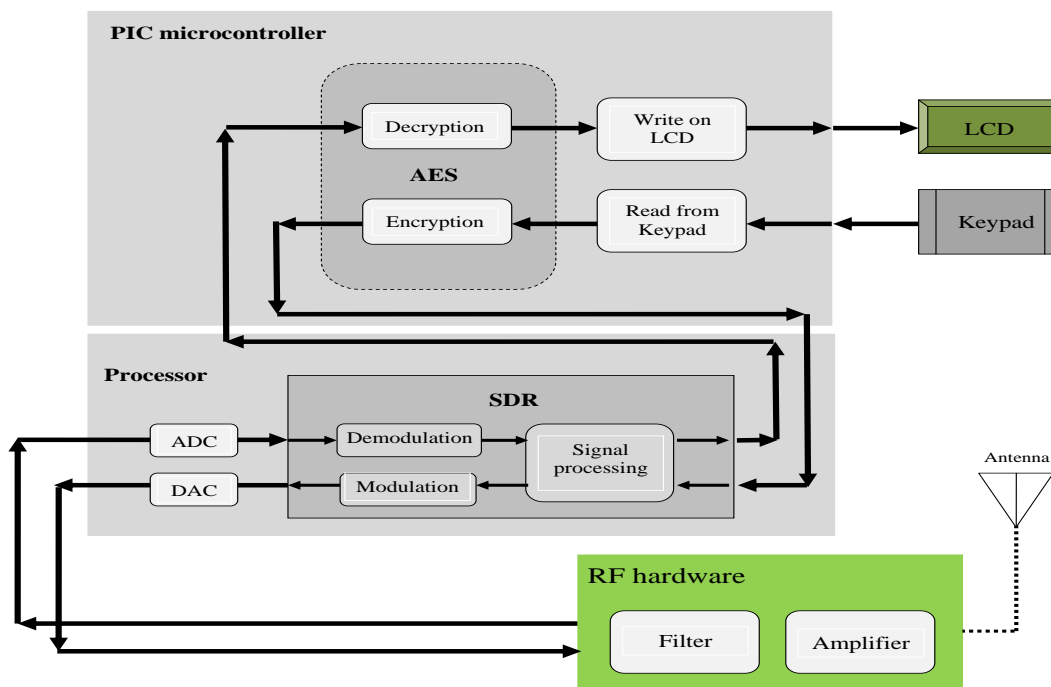 PIC microcontroller
Decryption
Write on
LCD
LCD
AES
Encryption
Read from
Keypad
Keypad
Processor
SDR
ADC
Demodulation
Signal
processing
DAC
Modulation
Antenna
RF hardware
Filter
Amplifier